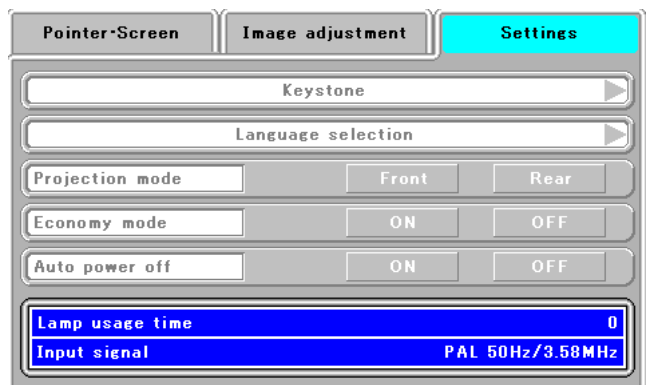 Pointer·Screen Image adjustment Settings
Keystone
Language selection
Projection mode Front Rear
Economy mode ON OFF
Auto power off ON OFF
Lamp usage time 0
Input signal PAL 50Hz/3.58MHz